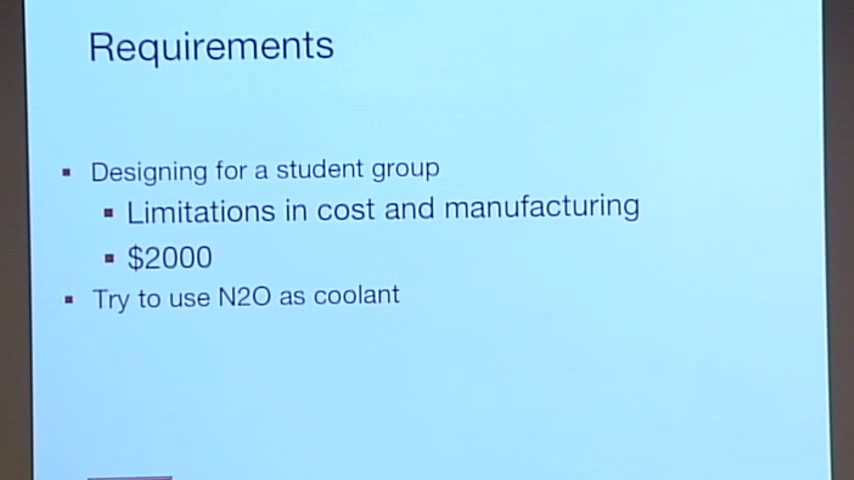 Requirements
Designing for a student group
Limitations in cost and manufacturing
$2000
Try to use N2O as coolant